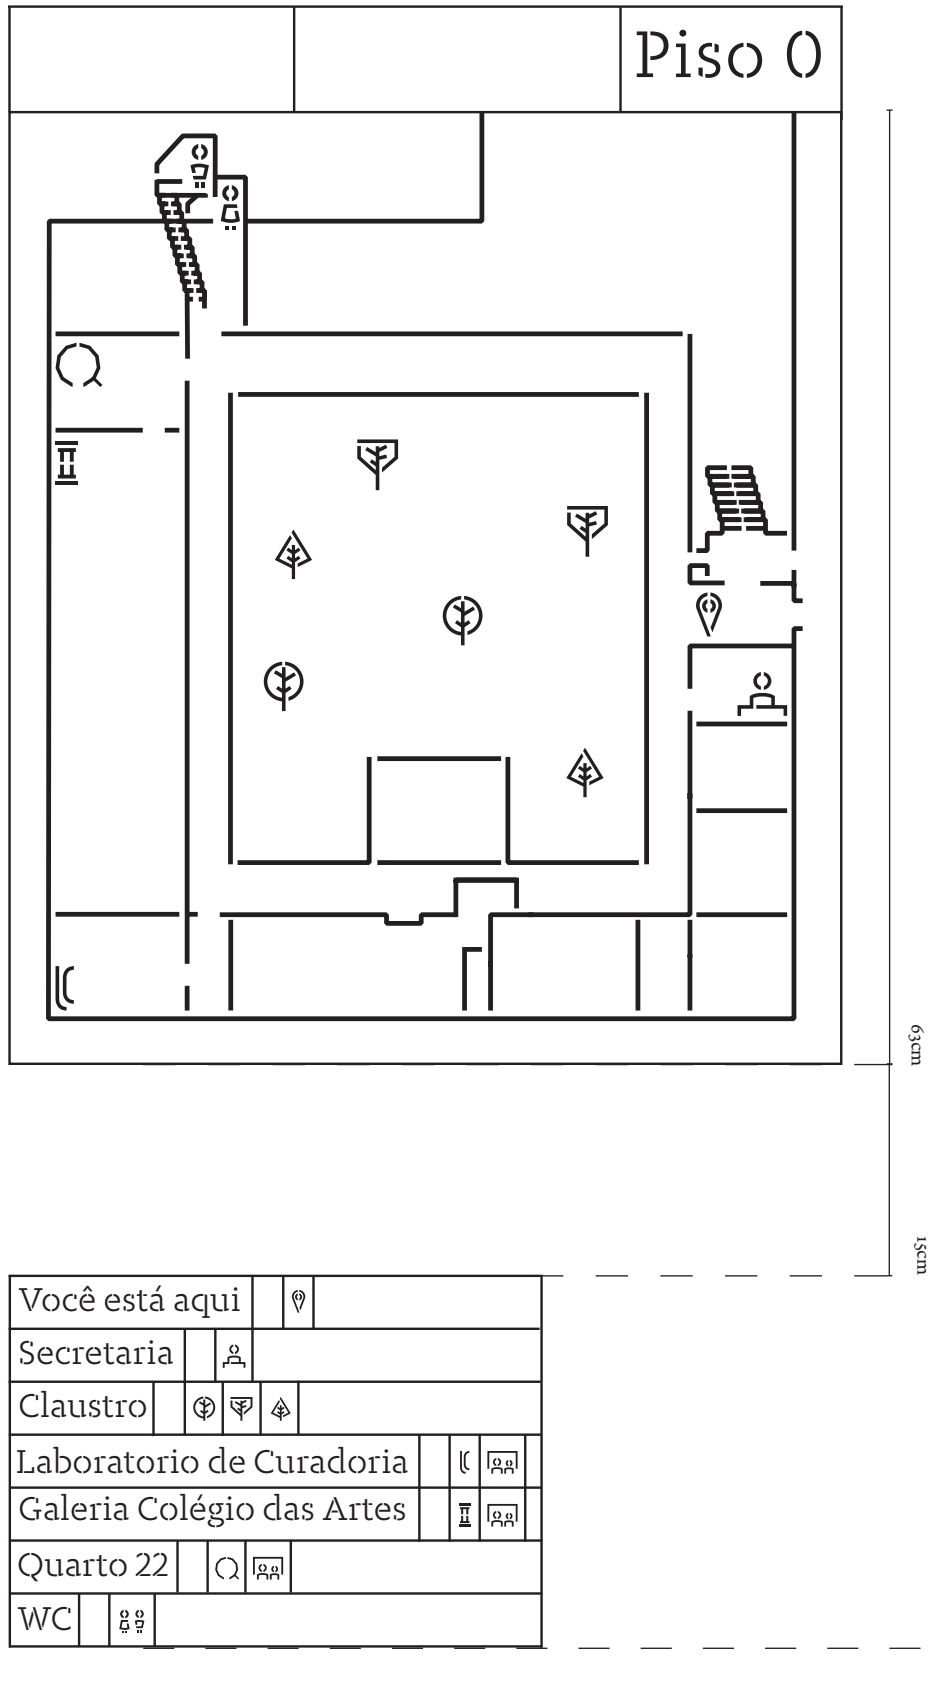 Piso 0
63cm
15cm
Você está aqui
Secretaria
Claustro
Laboratorio de Curadoria
Galeria Colégio das Artes
Quarto 22
WC